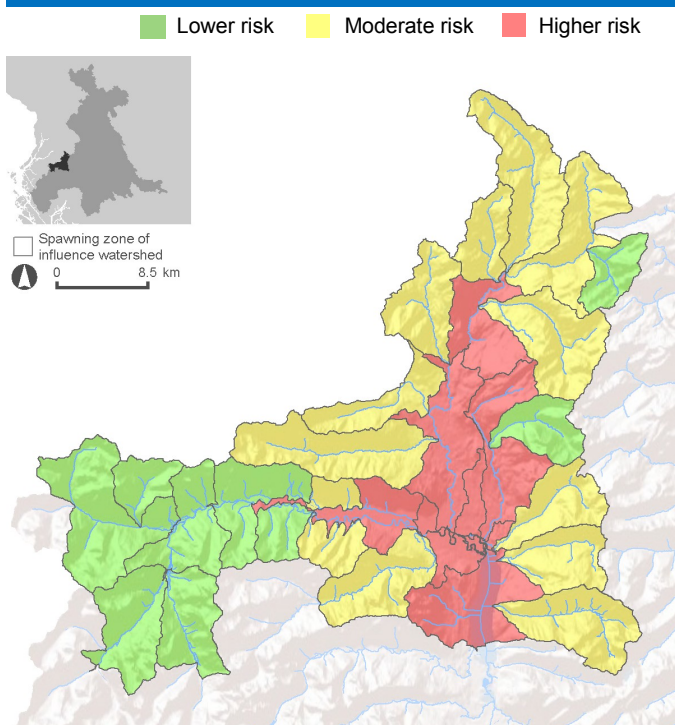 Lower risk Moderate risk Higher risk
Spawning zone of
influence watershed
0 8.5 km